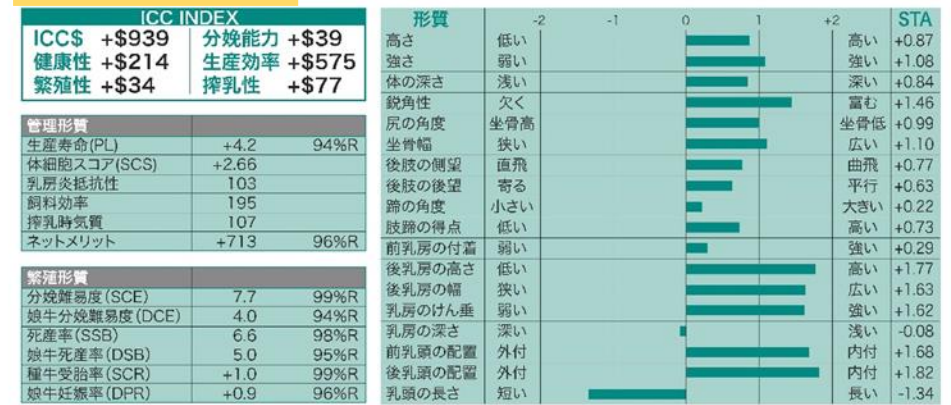 ICC INDEX
ICC$ +$939 分娩能力 +$39
健康性 +$214 生産効率 +$575
繁殖性 +$34 搾乳性 +$77
管理形質
生産寿命(PL) +4.2 94%R
体細胞スコア(SCS) +2.66
乳房炎抵抗性 103
飼料効率 195
搾乳時気質 107
ネットメリット +713 96%R
繁殖形質
分娩難易度(SCE) 7.7 99%R
娘牛分娩難易度(DCE) 4.0 94%R
死産率(SSB) 6.6 98%R
娘牛死産率(DSB) 5.0 95%R
種牛受胎率(SCR) +1.0 99%R
娘牛妊娠率(DPR) +0.9 96%R
形質 -2 -1 0 1 +2 STA
高さ 低い 高い +0.87
強さ 弱い 強い +1.08
体の深さ 浅い 深い +0.84
鋭角性 欠く 富む +1.46
尻の角度 坐骨高 坐骨低 +0.99
坐骨幅 狭い 広い +1.10
後肢の側望 直飛 曲飛 +0.77
後肢の後望 寄る 平行 +0.63
蹄の角度 小さい 大きい +0.22
肢蹄の得点 低い 高い +0.73
前乳房の付着 弱い 強い +0.29
後乳房の高さ 低い 高い +1.77
後乳房の幅 狭い 広い +1.63
乳房のけん垂 弱い 強い +1.62
乳房の深さ 深い 浅い -0.08
前乳頭の配置 外付 内付 +1.68
後乳頭の配置 外付 内付 +1.82
乳頭の長さ 短い 長い -1.34